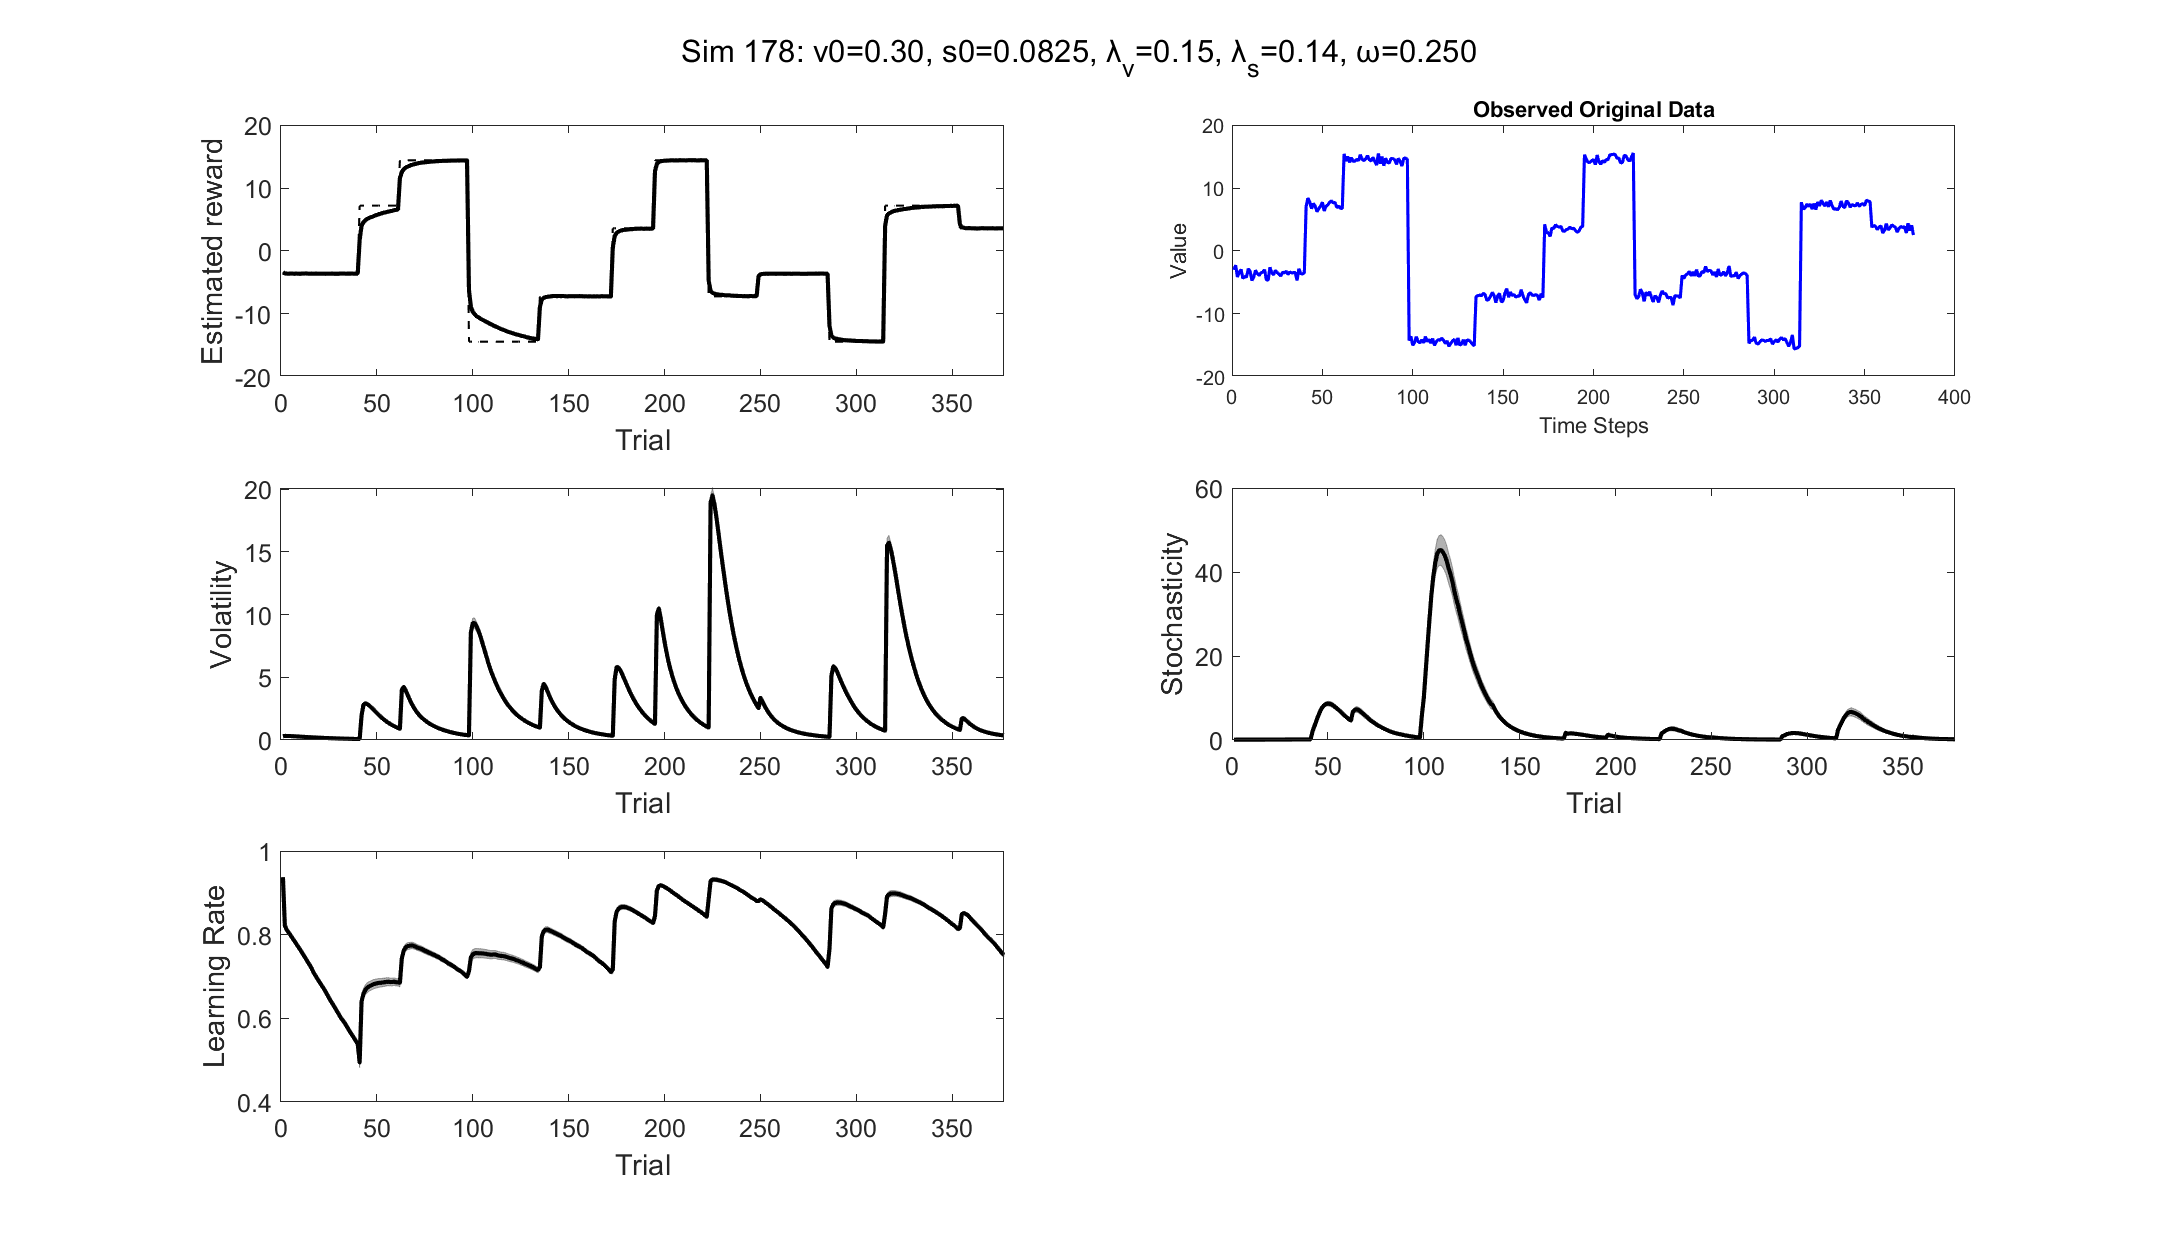 Sim 178: v0=0.30, s0=0.0825, λ_v=0.15, λ_s=0.14, ω=0.250
Estimated reward
20
10
0
-10
-20
0 50 100 150 200 250 300 350
Trial
Observed Original Data
Value
20
10
0
-10
-20
0 50 100 150 200 250 300 350 400
Time Steps
Volatility
20
15
10
5
0
0 50 100 150 200 250 300 350
Trial
Stochasticity
60
40
20
0
0 50 100 150 200 250 300 350
Trial
Learning Rate
1
0.8
0.6
0.4
0 50 100 150 200 250 300 350
Trial